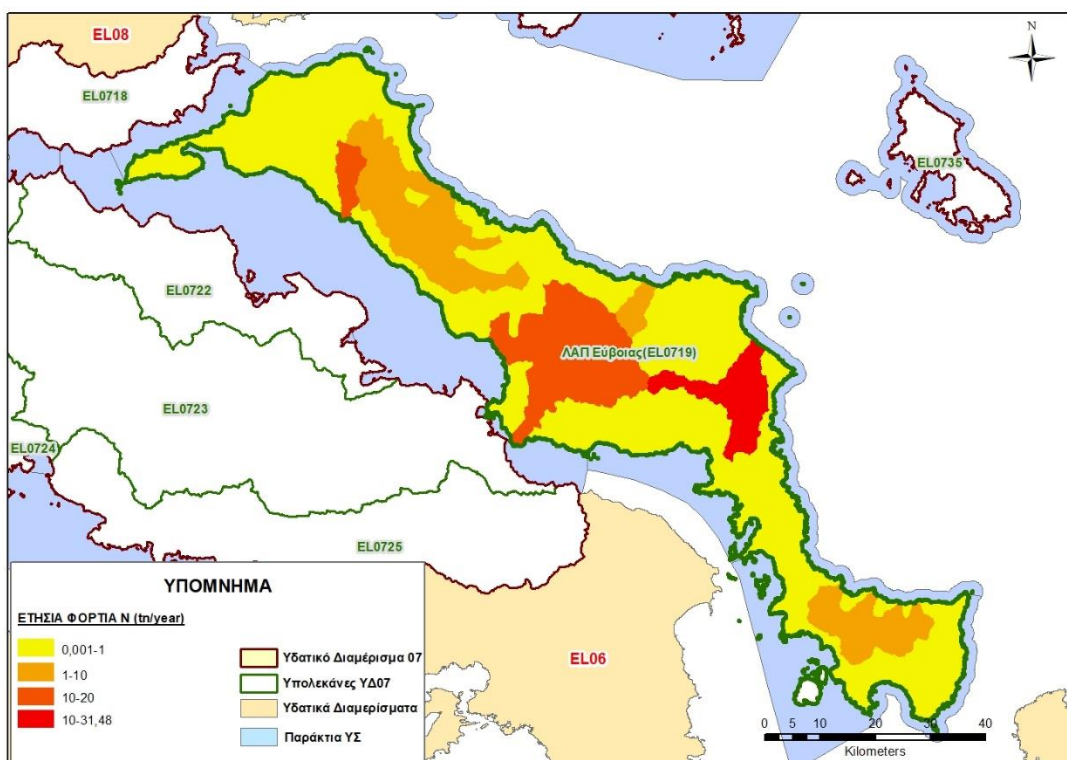 EL08
N
EL0718
EL0735
EL0722
ΛΑΠ Εύβοιας(EL0719)
EL0723
EL0724
EL0725
EL06
ΥΠΟΜΝΗΜΑ
ΕΤΗΣΙΑ ΦΟΡΤΙΑ Ν (tn/year)
0,001-1
1-10
10-20
10-31,48
Υδατικό Διαμέρισμα 07
Υπολεκάνες ΥΔ07
Υδατικά Διαμερίσματα
Παράκτια ΥΣ
0 5 10 20 30 40
Kilometers